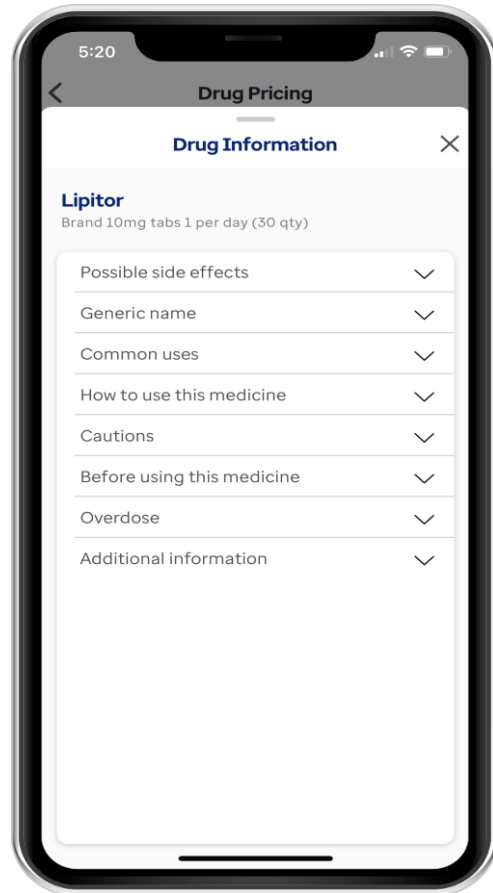 5:20
Drug Pricing
Drug Information
Lipitor
Brand 10mg tabs 1 per day (30 qty)
Possible side effects
Generic name
Common uses
How to use this medicine
Cautions
Before using this medicine
Overdose
Additional information